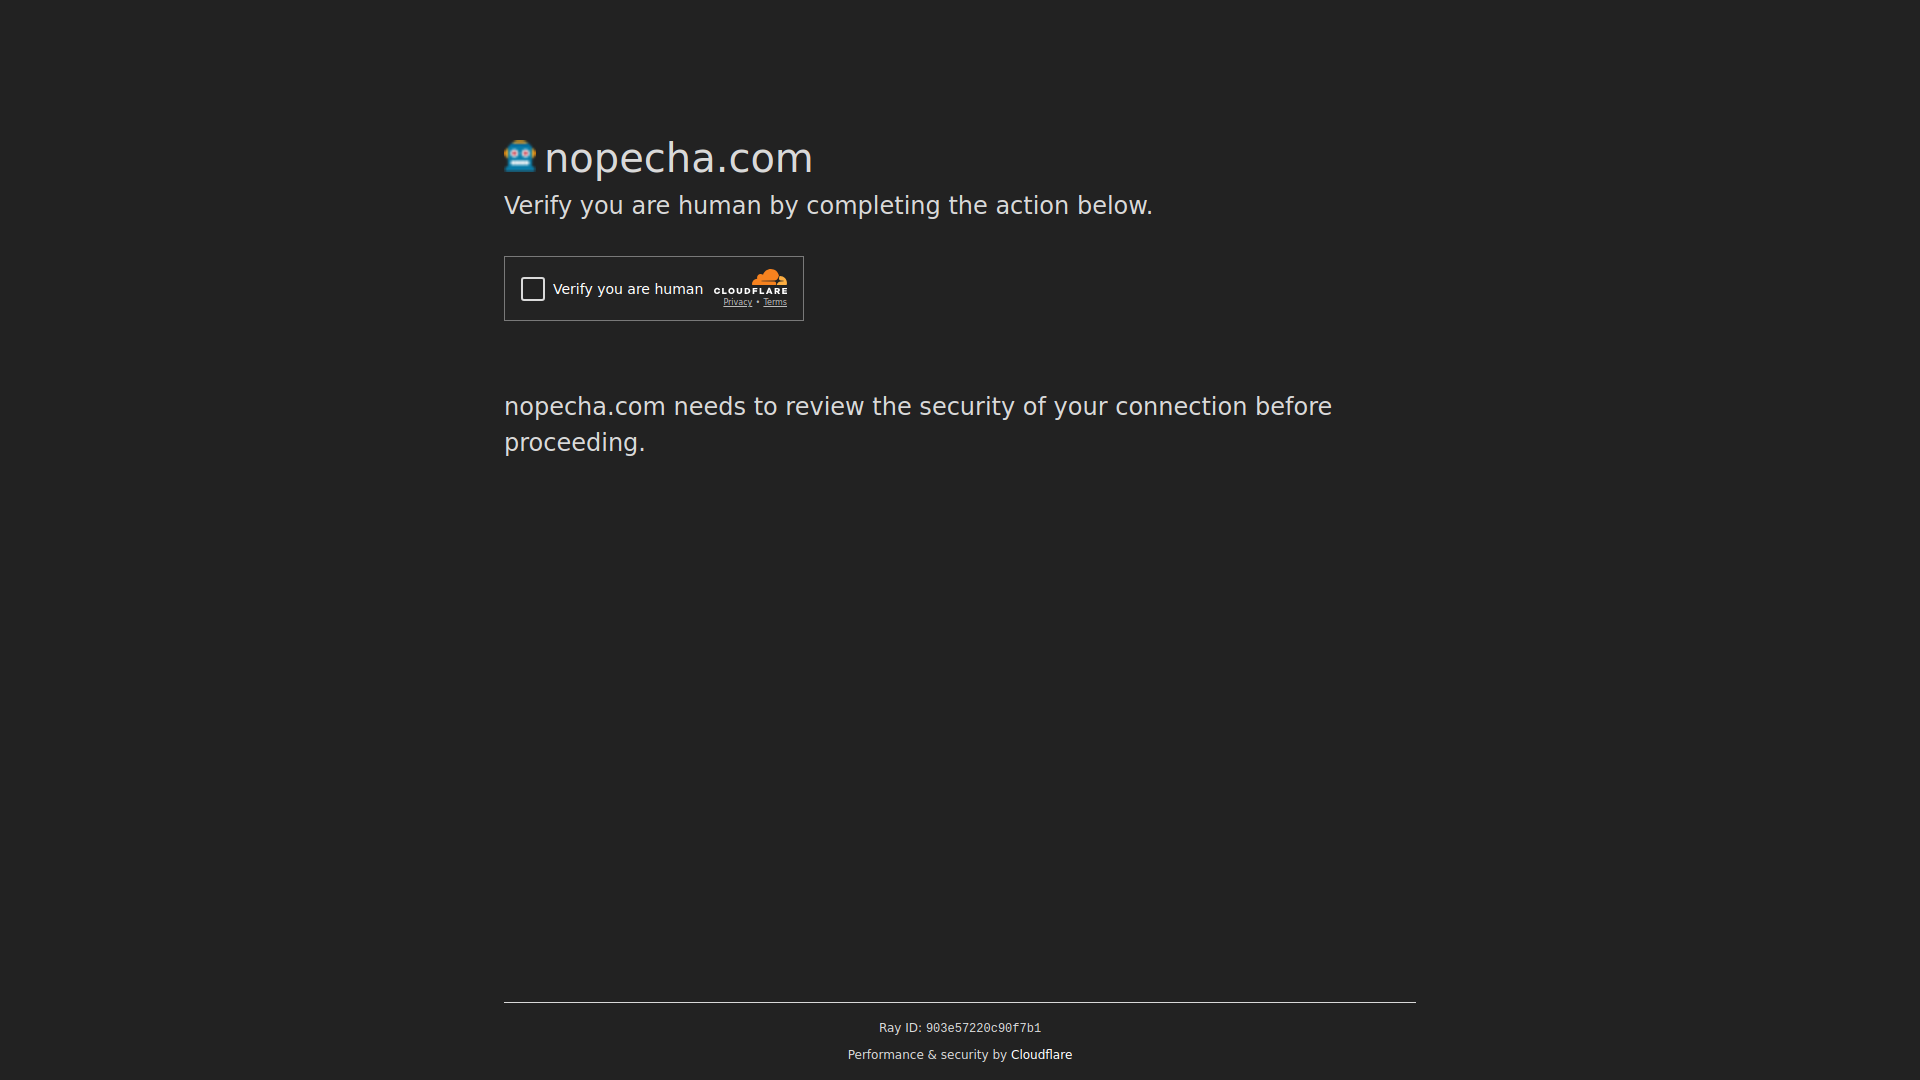 nopecha.com
Verify you are human by completing the action below.
Verify you are human
CLOUDFLARE
Privacy • Terms
nopecha.com needs to review the security of your connection before
proceeding.
Ray ID: 903e57220c90f7b1
Performance & security by Cloudflare